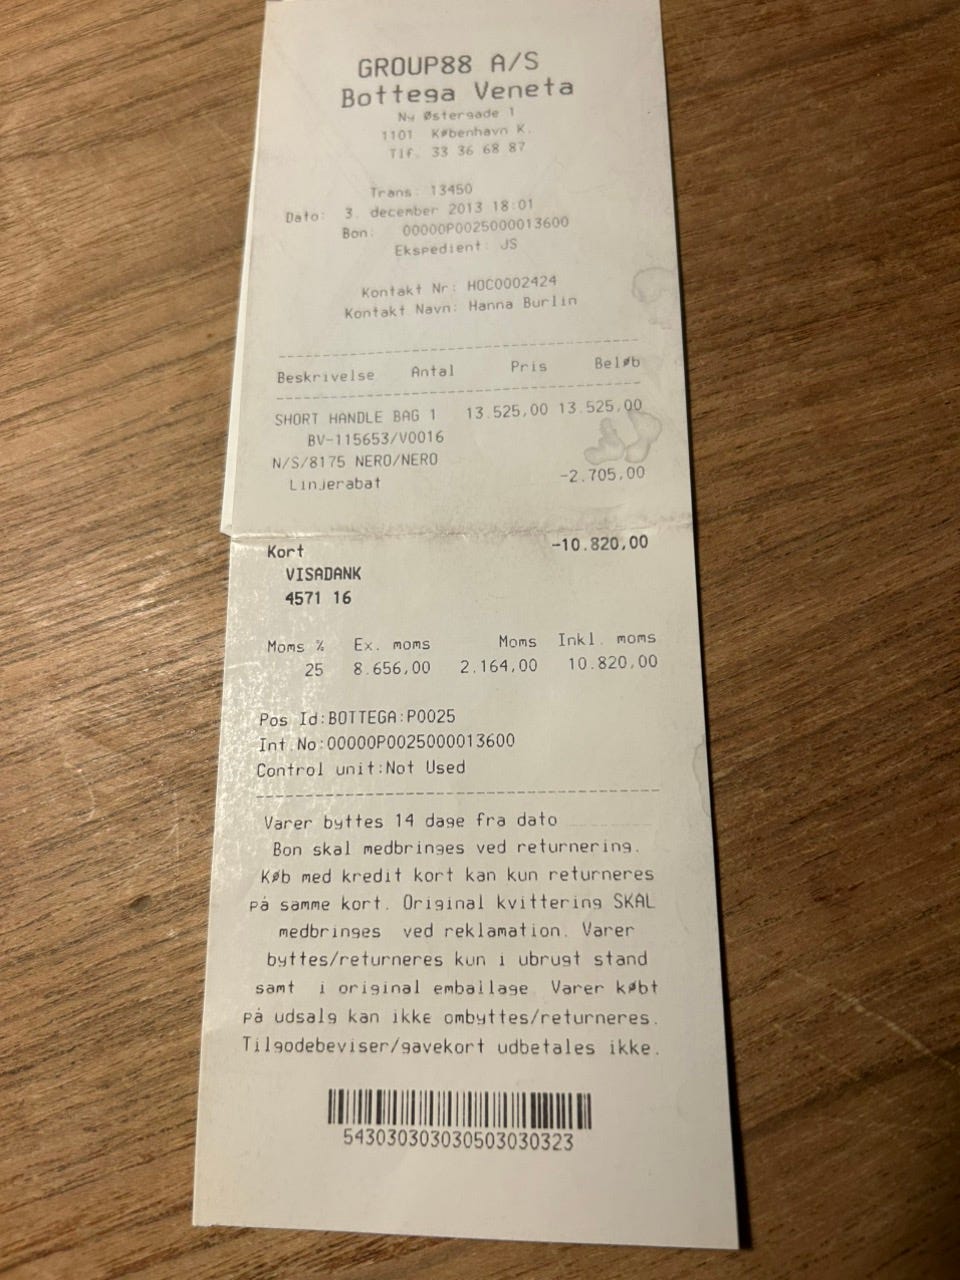 GROUP88 A/S
Bottega Veneta
Ny Østergade 1
1101 København K.
Tlf. 33 36 68 87
Trans: 13450
Dato: 3. december 2013 18:01
Bon: 00000P0025000013600
Ekspedient: JS
Kontakt Nr: HOC0002424
Kontakt Navn: Hanna Burlin
Beskrivelse Antal Pris Beløb
SHORT HANDLE BAG 1 13.525,00 13.525,00
BV-115653/V0016
N/S/8175 NERO/NERO
Linjerabat -2.705,00
Kort -10.820,00
VISADANK
4571 16
Moms % Ex. moms Moms Inkl. moms
25 8.656,00 2.164,00 10.820,00
Pos Id:BOTTEGA:P0025
Int.No:00000P0025000013600
Control unit:Not Used
Varer byttes 14 dage fra dato
Bon skal medbringes ved returnering.
Køb med kredit kort kan kun returneres
på samme kort. Original kvittering SKAL
medbringes ved reklamation. Varer
byttes/returneres kun i ubrugt stand
samt i original emballage Varer købt
på udsalg kan ikke ombyttes/returneres.
Tilgodebeviser/gavekort udbetales ikke.
543030303030503030323